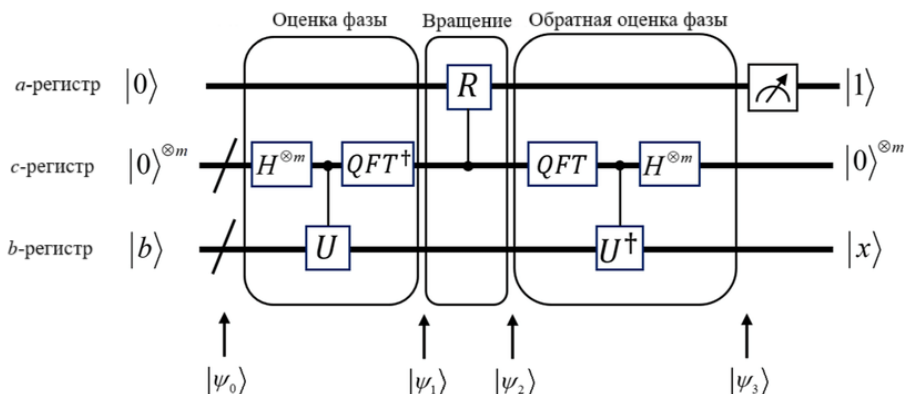 Оценка фазы Вращение Обратная оценка фазы
a-регистр |0⟩ R |1⟩
c-регистр |0⟩^{⊗m} H^{⊗m} QFT† QFT H^{⊗m} |0⟩^{⊗m}
b-регистр |b⟩ U U† |x⟩
|ψ₀⟩ |ψ₁⟩ |ψ₂⟩ |ψ₃⟩